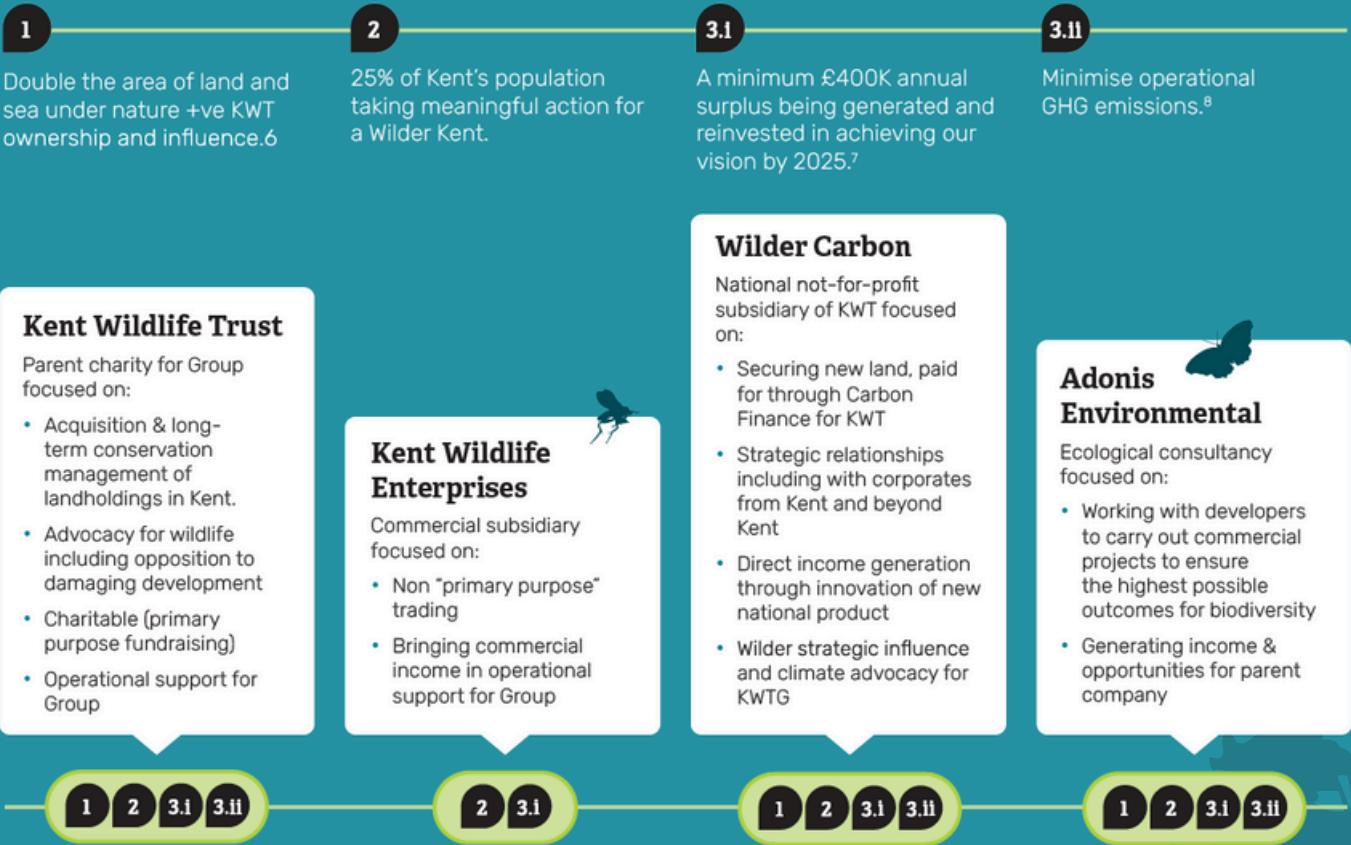 1
Double the area of land and
sea under nature +ve KWT
ownership and influence.6
2
25% of Kent's population
taking meaningful action for
a Wilder Kent.
3.i
A minimum £400K annual
surplus being generated and
reinvested in achieving our
vision by 2025.⁷
3.ii
Minimise operational
GHG emissions.⁸
Kent Wildlife Trust
Parent charity for Group
focused on:
• Acquisition & long-
term conservation
management of
landholdings in Kent.
• Advocacy for wildlife
including opposition to
damaging development
• Charitable (primary
purpose fundraising)
• Operational support for
Group
1 2 3.i 3.ii
Kent Wildlife
Enterprises
Commercial subsidiary
focused on:
• Non “primary purpose”
trading
• Bringing commercial
income in operational
support for Group
2 3.i
Wilder Carbon
National not-for-profit
subsidiary of KWT focused
on:
• Securing new land, paid
for through Carbon
Finance for KWT
• Strategic relationships
including with corporates
from Kent and beyond
Kent
• Direct income generation
through innovation of new
national product
• Wilder strategic influence
and climate advocacy for
KWTG
1 2 3.i 3.ii
Adonis
Environmental
Ecological consultancy
focused on:
• Working with developers
to carry out commercial
projects to ensure
the highest possible
outcomes for biodiversity
• Generating income &
opportunities for parent
company
1 2 3.i 3.ii